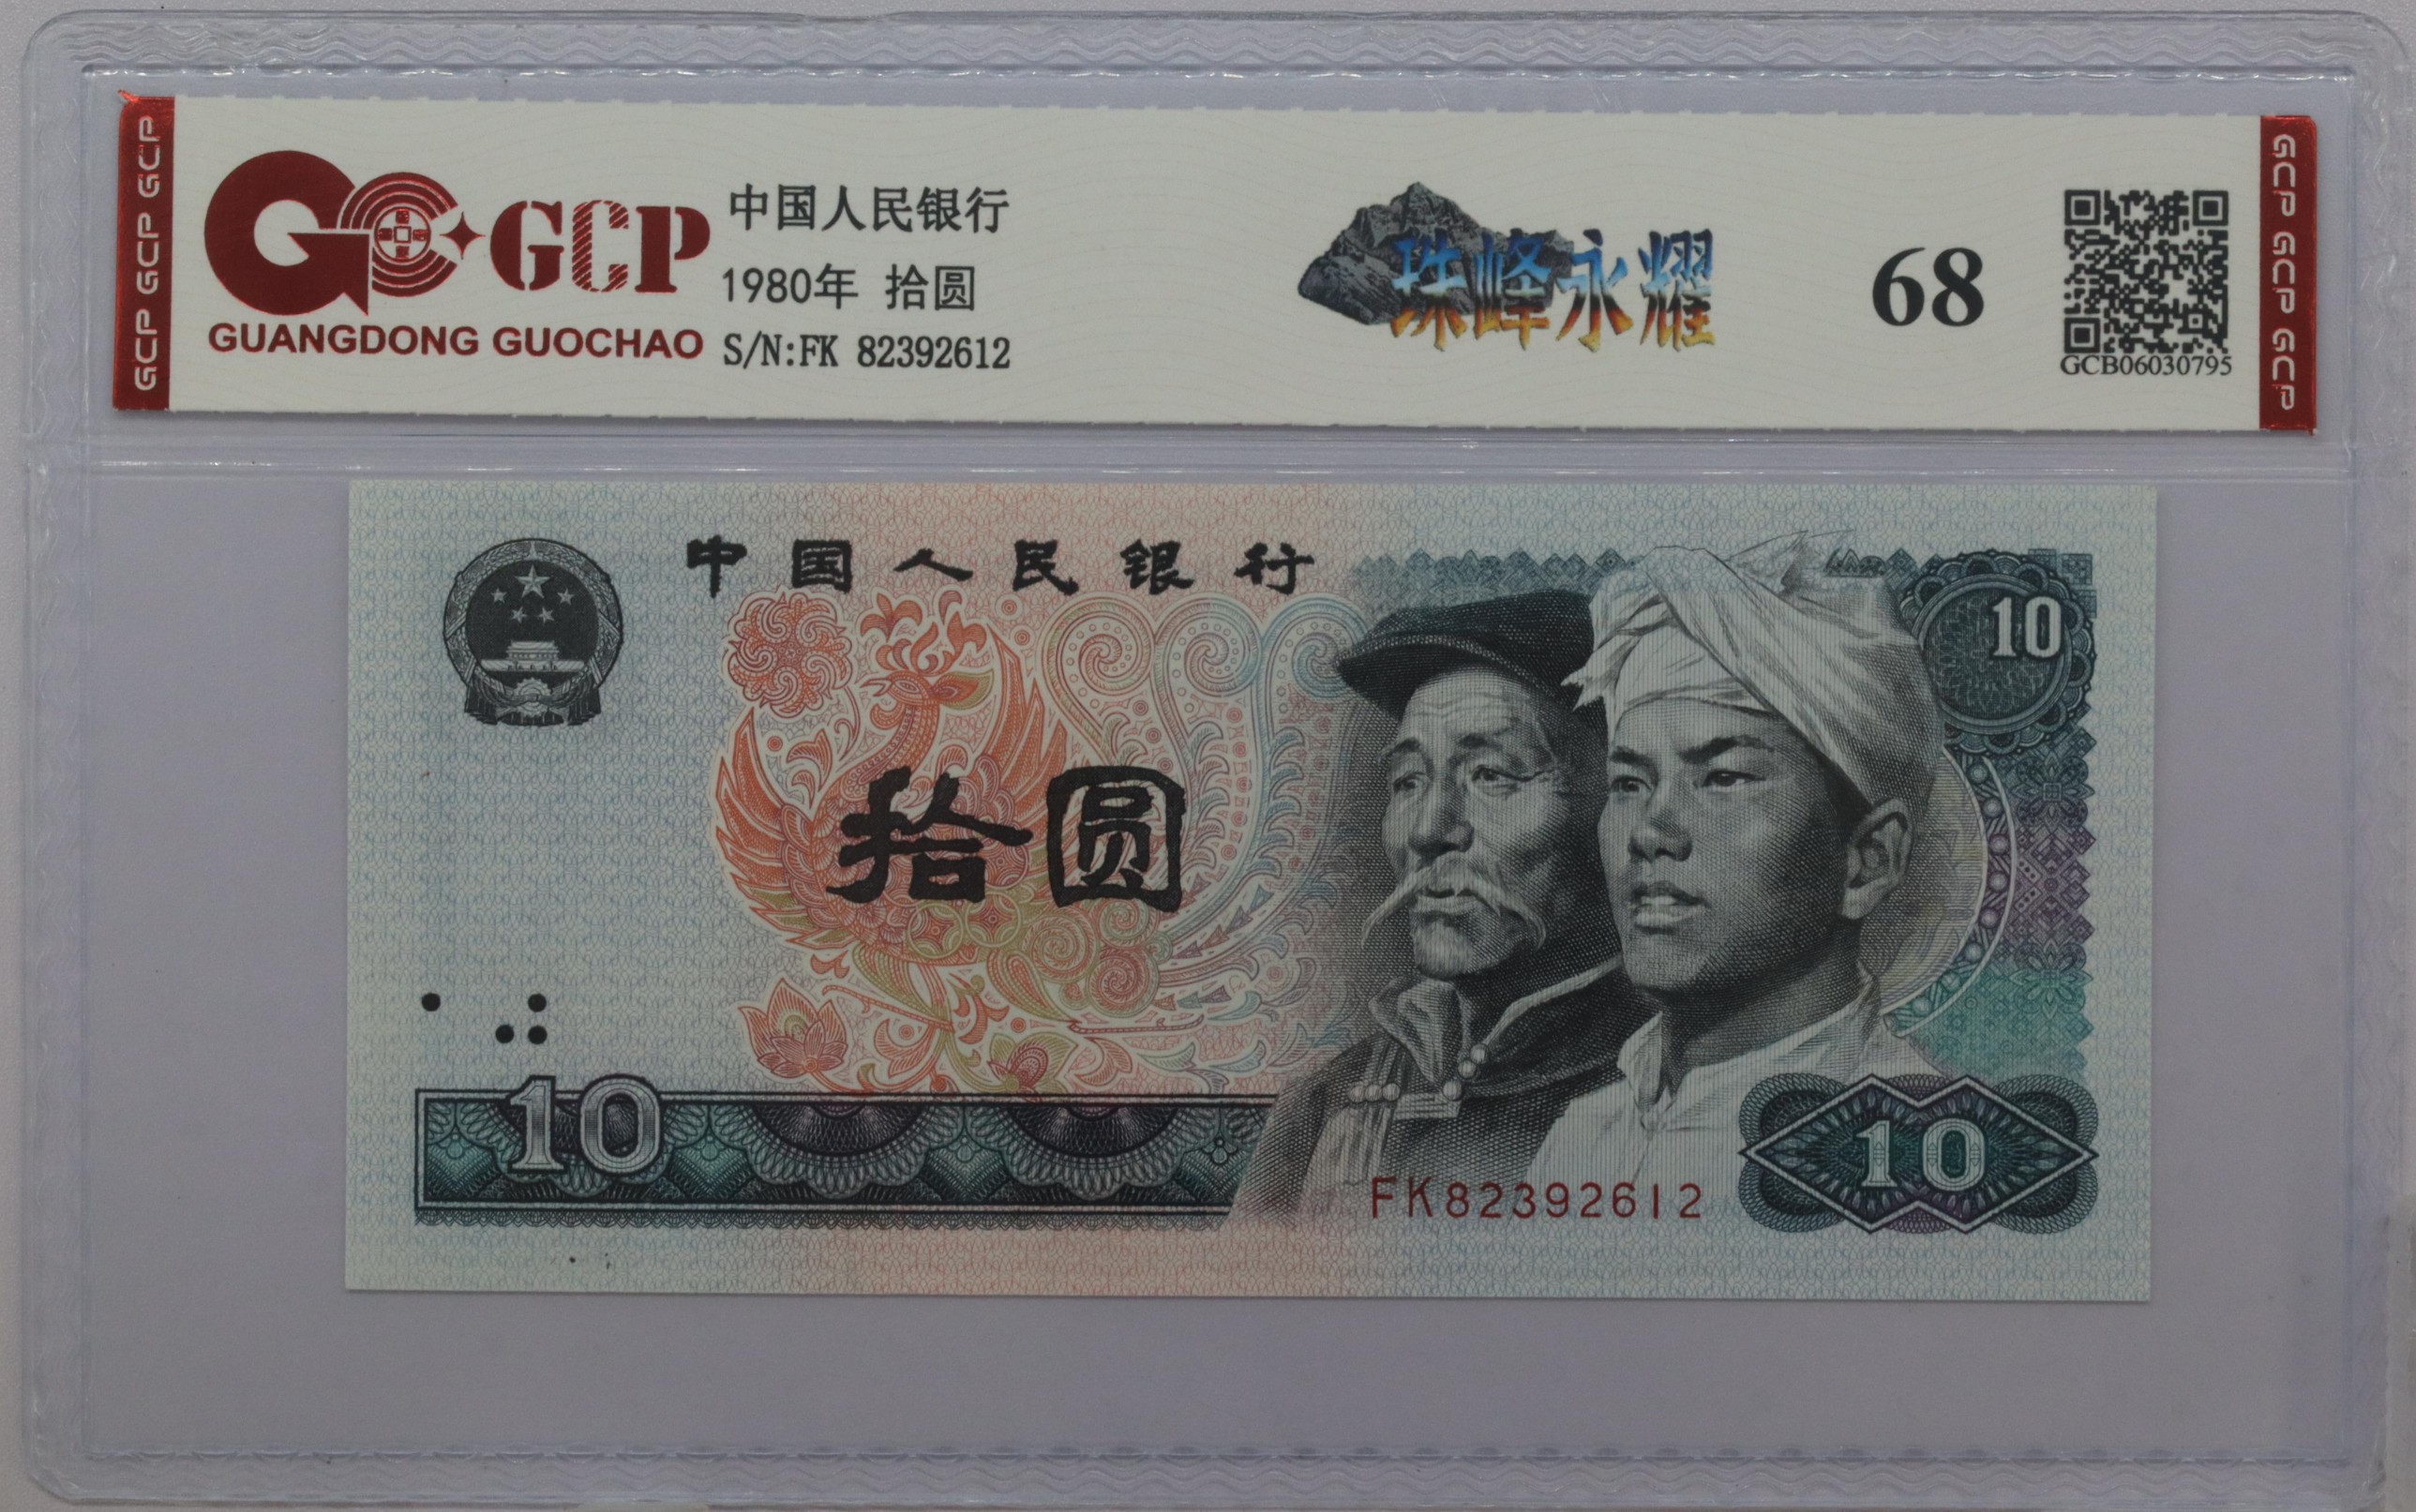 GCP GCP GCP
GCP
GUANGDONG GUOCHAO
中国人民银行
1980年 拾圆
S/N:FK 82392612
珠峰永耀
68
GCB06030795
GCP GCP GCP
中国人民银行
10
拾圆
10
FK82392612
10